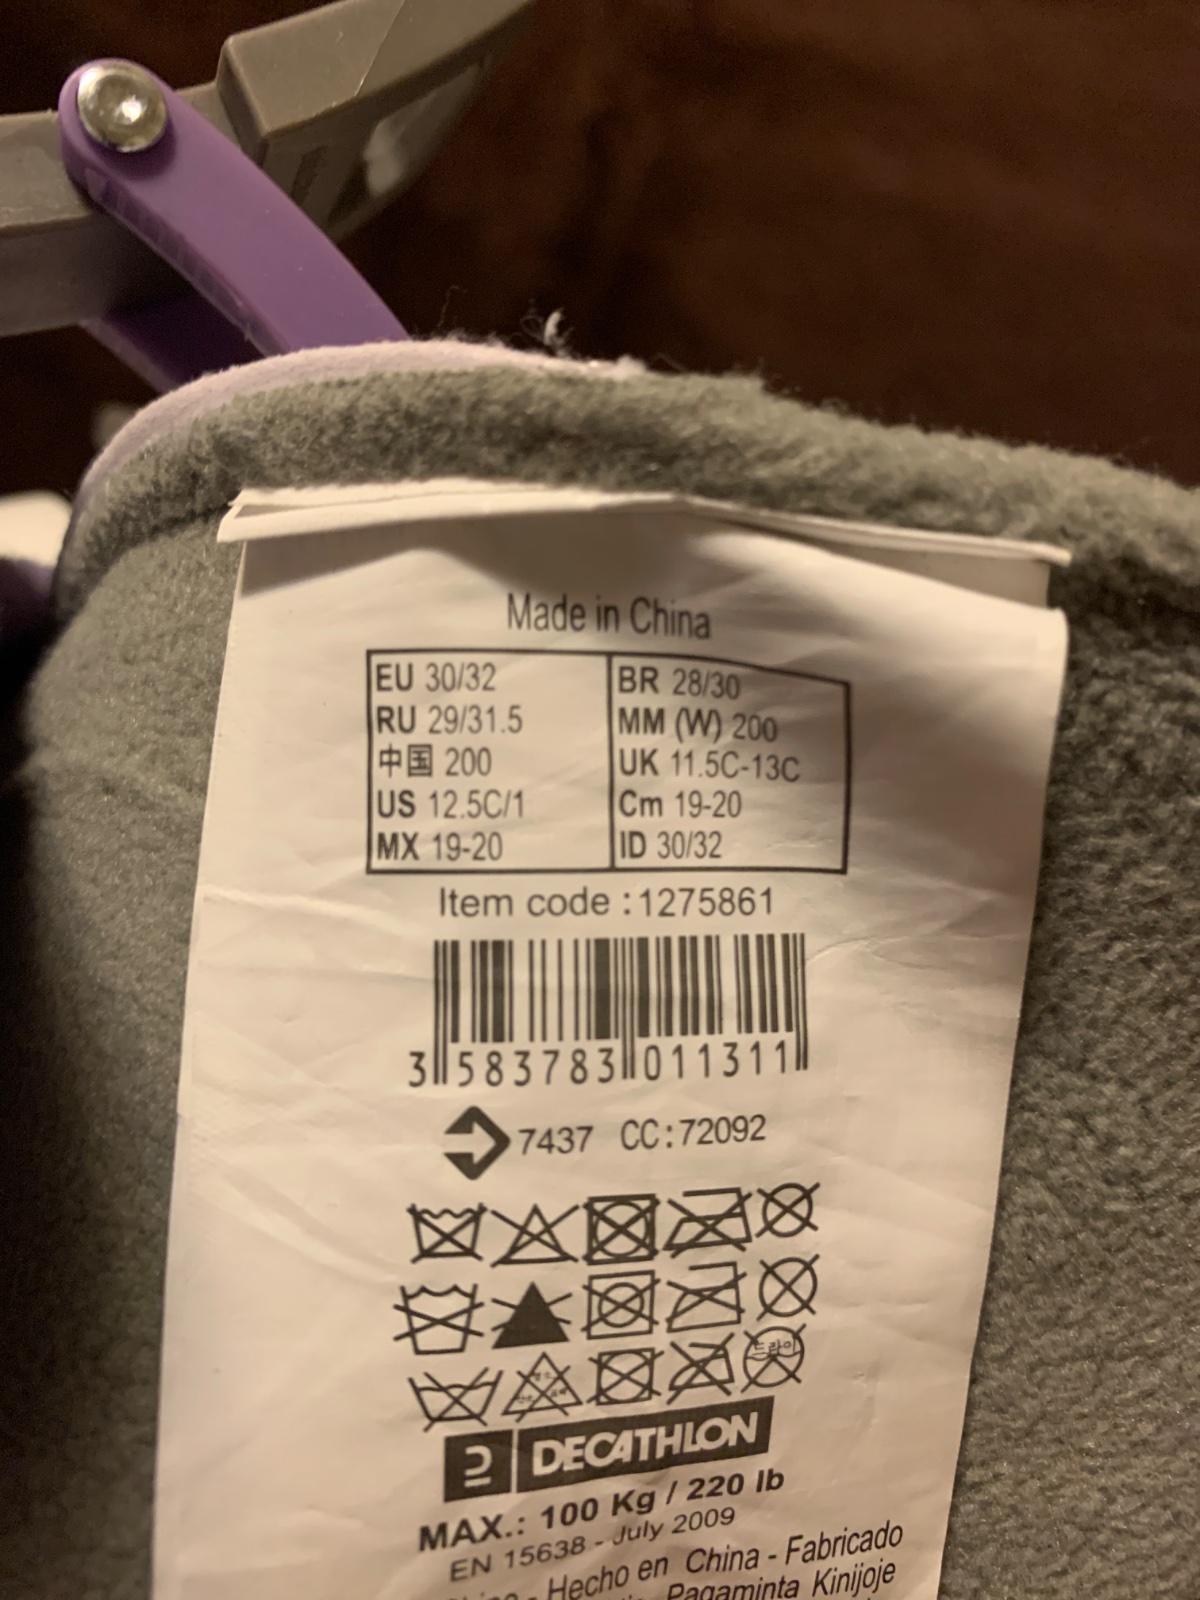 Made in China
EU 30/32 BR 28/30
RU 29/31.5 MM (W) 200
中国 200 UK 11.5C-13C
US 12.5C/1 Cm 19-20
MX 19-20 ID 30/32
Item code : 1275861
3 583783 011311
7437 CC:72092
드라이
DECATHLON
MAX.: 100 Kg / 220 lb
EN 15638 - July 2009
- Hecho en China - Fabricado
Pagaminta Kinijoje